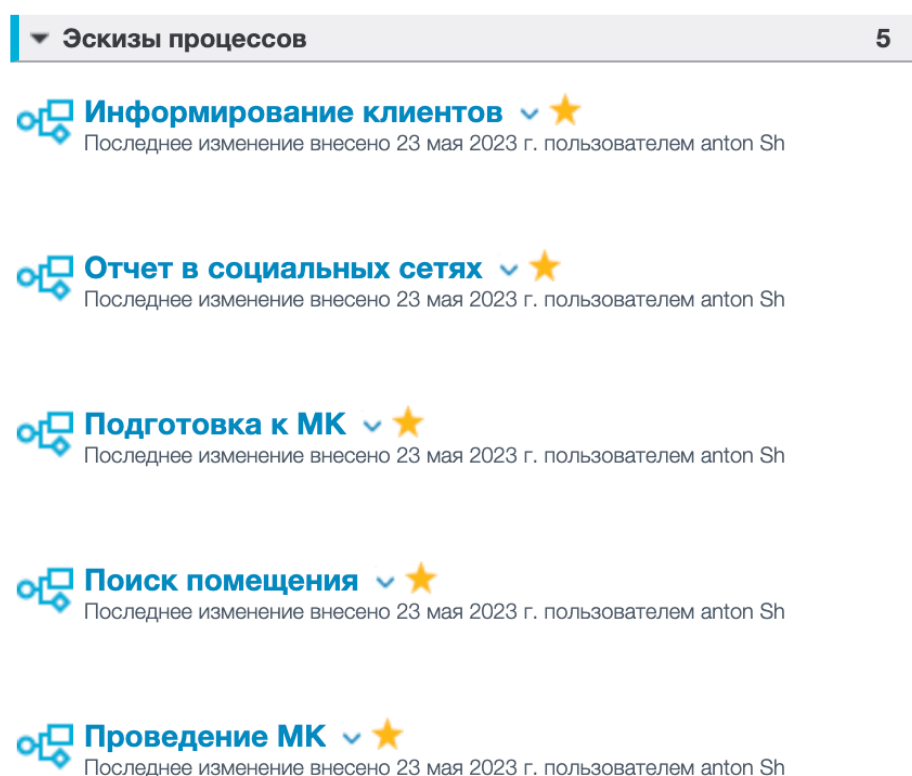 Эскизы процессов 5
Информирование клиентов
Последнее изменение внесено 23 мая 2023 г. пользователем anton Sh
Отчет в социальных сетях
Последнее изменение внесено 23 мая 2023 г. пользователем anton Sh
Подготовка к МК
Последнее изменение внесено 23 мая 2023 г. пользователем anton Sh
Поиск помещения
Последнее изменение внесено 23 мая 2023 г. пользователем anton Sh
Проведение МК
Последнее изменение внесено 23 мая 2023 г. пользователем anton Sh